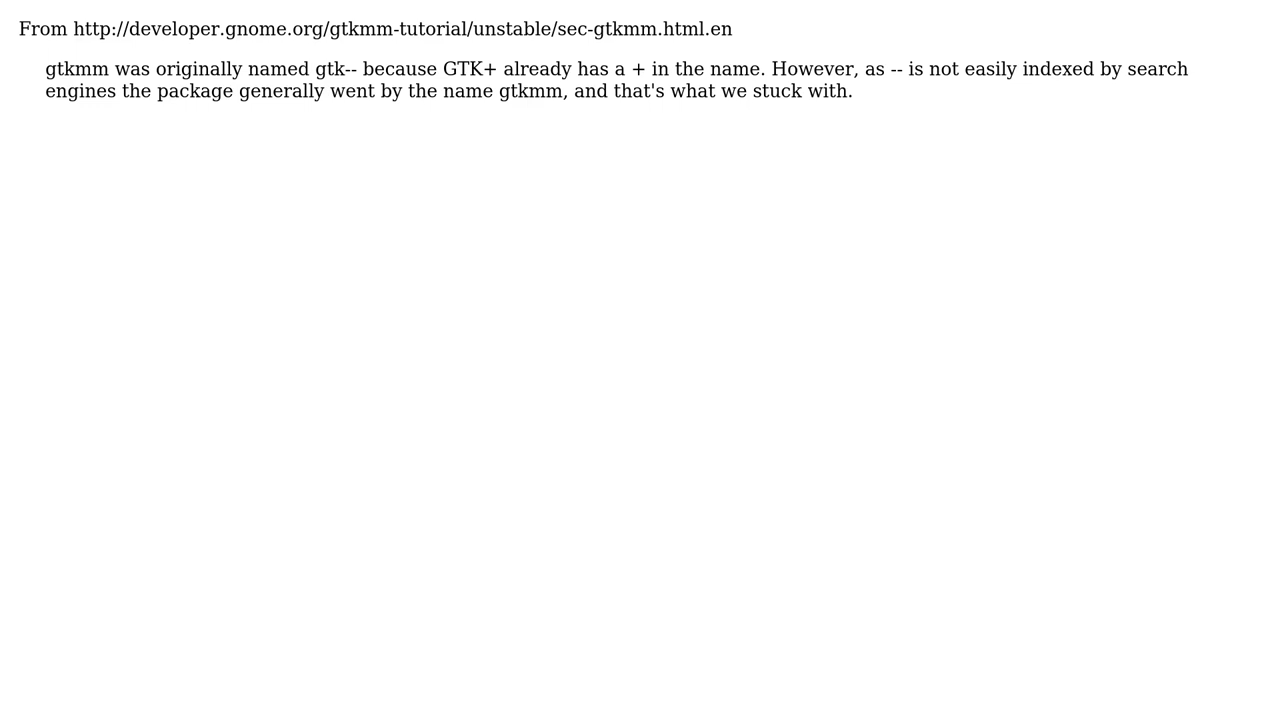 From http://developer.gnome.org/gtkmm-tutorial/unstable/sec-gtkmm.html.en
gtkmm was originally named gtk-- because GTK+ already has a + in the name. However, as -- is not easily indexed by search
engines the package generally went by the name gtkmm, and that's what we stuck with.